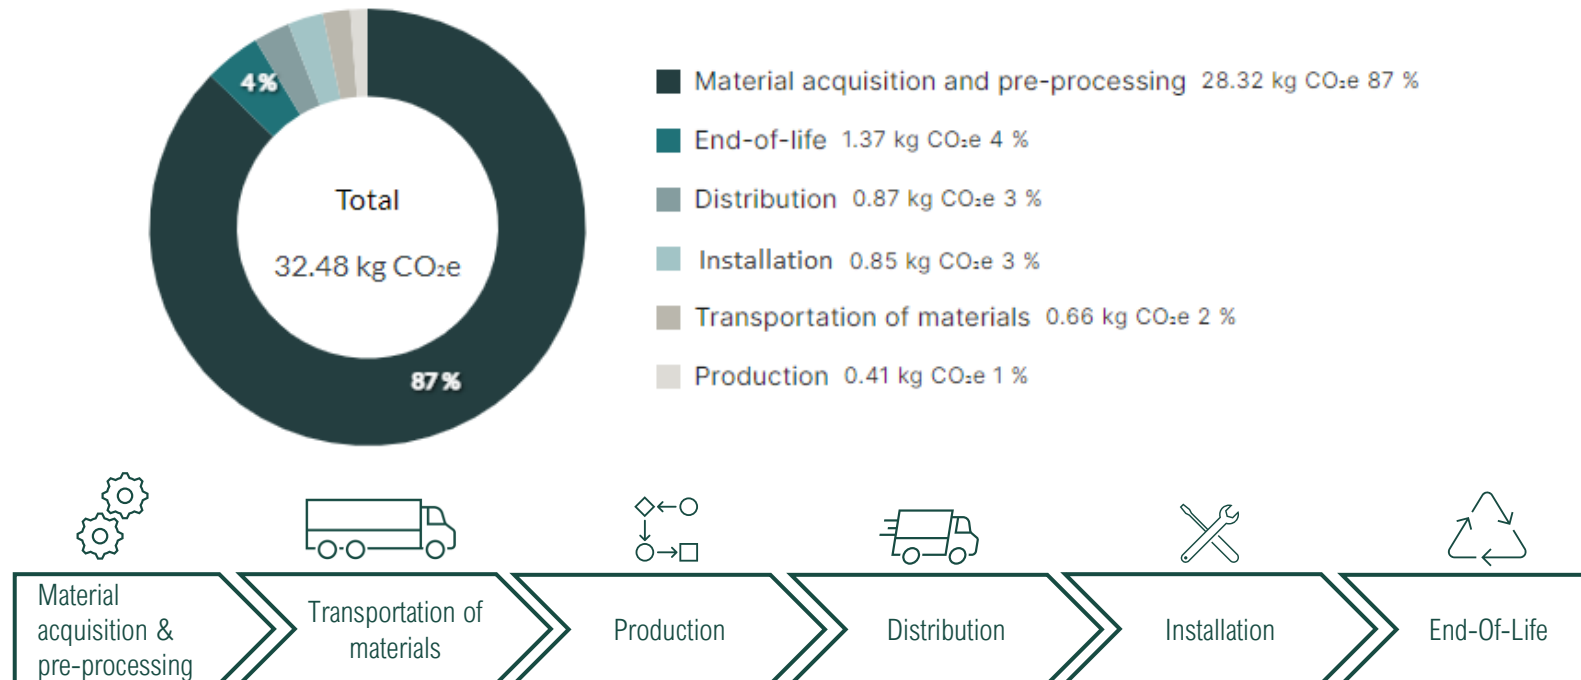 4%
87%
Total
32.48 kg CO₂e
Material acquisition and pre-processing 28.32 kg CO₂e 87 %
End-of-life 1.37 kg CO₂e 4 %
Distribution 0.87 kg CO₂e 3 %
Installation 0.85 kg CO₂e 3 %
Transportation of materials 0.66 kg CO₂e 2 %
Production 0.41 kg CO₂e 1 %
Material
acquisition &
pre-processing
Transportation of
materials
Production
Distribution
Installation
End-Of-Life